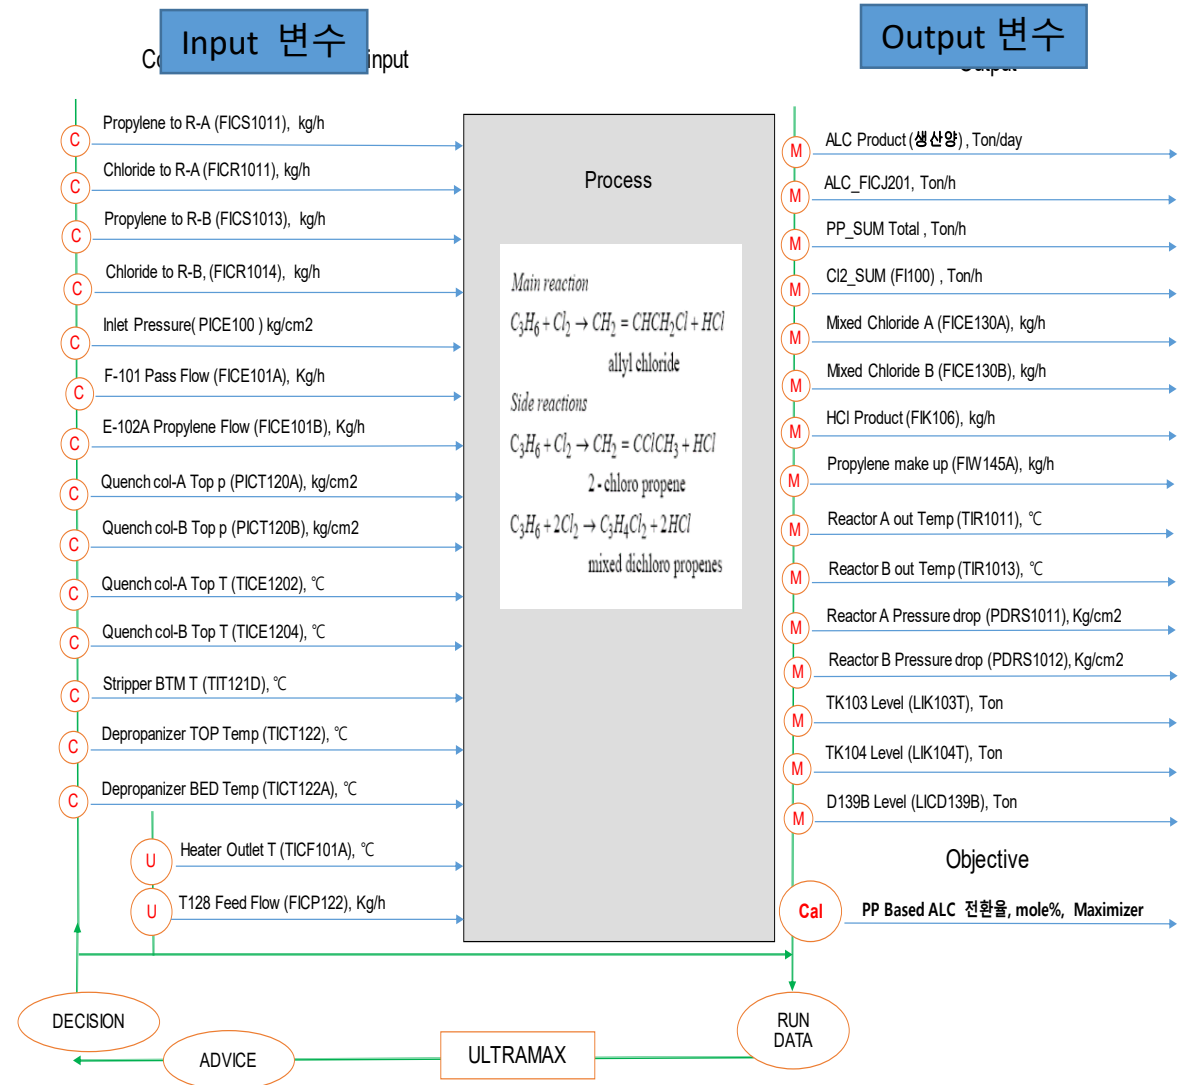 Input 변수
Output 변수
input
Propylene to R-A (FICS1011), kg/h
C
Chloride to R-A (FICR1011), kg/h
C
Propylene to R-B (FICS1013), kg/h
C
Chloride to R-B, (FICR1014), kg/h
C
Inlet Pressure( PICE100 ) kg/cm2
C
F-101 Pass Flow (FICE101A), Kg/h
C
E-102A Propylene Flow (FICE101B), Kg/h
C
Quench col-A Top p (PICT120A), kg/cm2
C
Quench col-B Top p (PICT120B), kg/cm2
C
Quench col-A Top T (TICE1202), ℃
C
Quench col-B Top T (TICE1204), ℃
C
Stripper BTM T (TIT121D), ℃
C
Depropanizer TOP Temp (TICT122), ℃
C
Depropanizer BED Temp (TICT122A), ℃
C
Heater Outlet T (TICF101A), ℃
U
T128 Feed Flow (FICP122), Kg/h
U
Process
Main reaction
C3H6 + Cl2 → CH2 = CHCH2Cl + HCl
allyl chloride
Side reactions
C3H6 + Cl2 → CH2 = CClCH3 + HCl
2 - chloro propene
C3H6 + 2Cl2 → C3H4Cl2 + 2HCl
mixed dichloro propenes
ALC Product (생산양) , Ton/day
M
ALC_FICJ201, Ton/h
M
PP_SUM Total , Ton/h
M
Cl2_SUM (FI100) , Ton/h
M
Mixed Chloride A (FICE130A), kg/h
M
Mixed Chloride B (FICE130B), kg/h
M
HCl Product (FIK106), kg/h
M
Propylene make up (FIW145A), kg/h
M
Reactor A out Temp (TIR1011), ℃
M
Reactor B out Temp (TIR1013), ℃
M
Reactor A Pressure drop (PDRS1011), Kg/cm2
M
Reactor B Pressure drop (PDRS1012), Kg/cm2
M
TK103 Level (LIK103T), Ton
M
TK104 Level (LIK104T), Ton
M
D139B Level (LICD139B), Ton
M
Objective
Cal
PP Based ALC 전환율, mole%, Maximizer
DECISION
ADVICE
ULTRAMAX
RUN
DATA